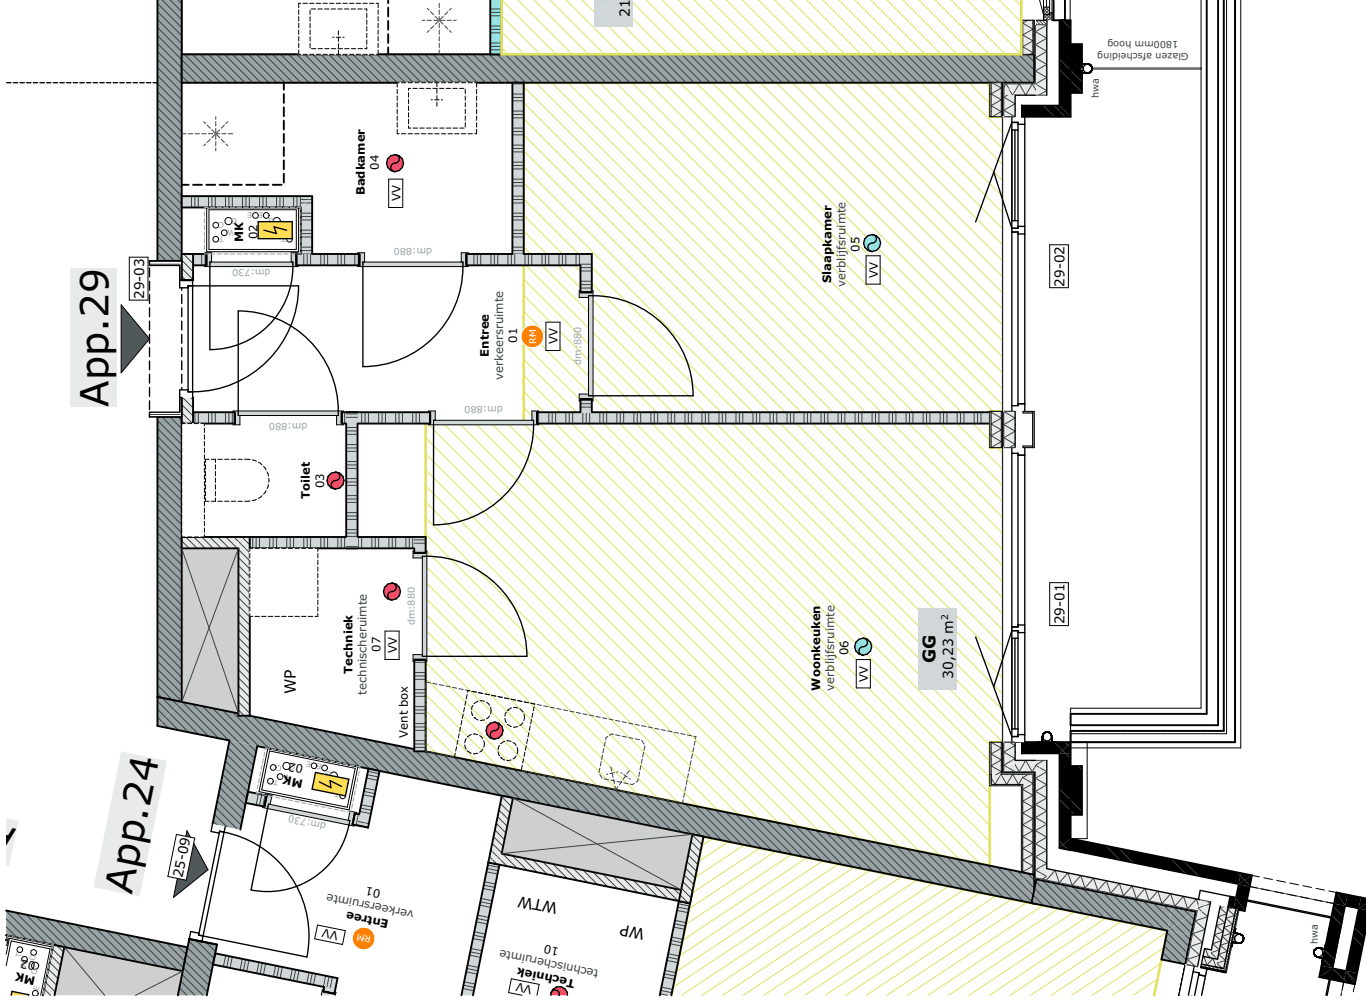 21
Glazen afscheiding
1800mm hoog
hwa
Badkamer
04
VV
MK
02
dm:730
dm:880
App.29
29-03
Entree
verkeersruimte
01
RM
VV
dm:880
dm:880
Slaapkamer
verblijfsruimte
05
VV
29-02
dm:880
Toilet
03
Techniek
technischeruimte
07
VV
dm:880
WP
Vent box
Woonkeuken
verblijfsruimte
06
VV
GG
30,23 m²
29-01
App.24
25-09
MK
02
dm:730
Entree
verkeersruimte
01
VV
RM
WTW
WP
Techniek
technischeruimte
10
VV
MK
02
hwa